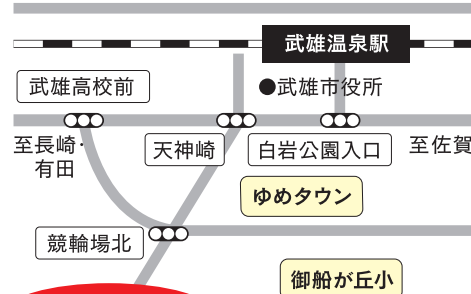 武雄温泉駅
武雄高校前
●武雄市役所
至長崎・
有田
天神崎
白岩公園入口
至佐賀
ゆめタウン
競輪場北
御船が丘小